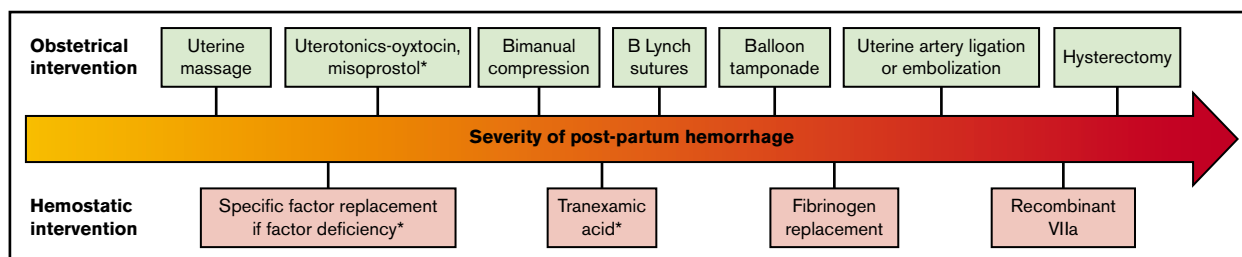 Obstetrical
intervention
Uterine
massage
Uterotonics-oyxtocin,
misoprostol*
Bimanual
compression
B Lynch
sutures
Balloon
tamponade
Uterine artery ligation
or embolization
Hysterectomy
Severity of post-partum hemorrhage
Hemostatic
intervention
Specific factor replacement
if factor deficiency*
Tranexamic
acid*
Fibrinogen
replacement
Recombinant
VIIa